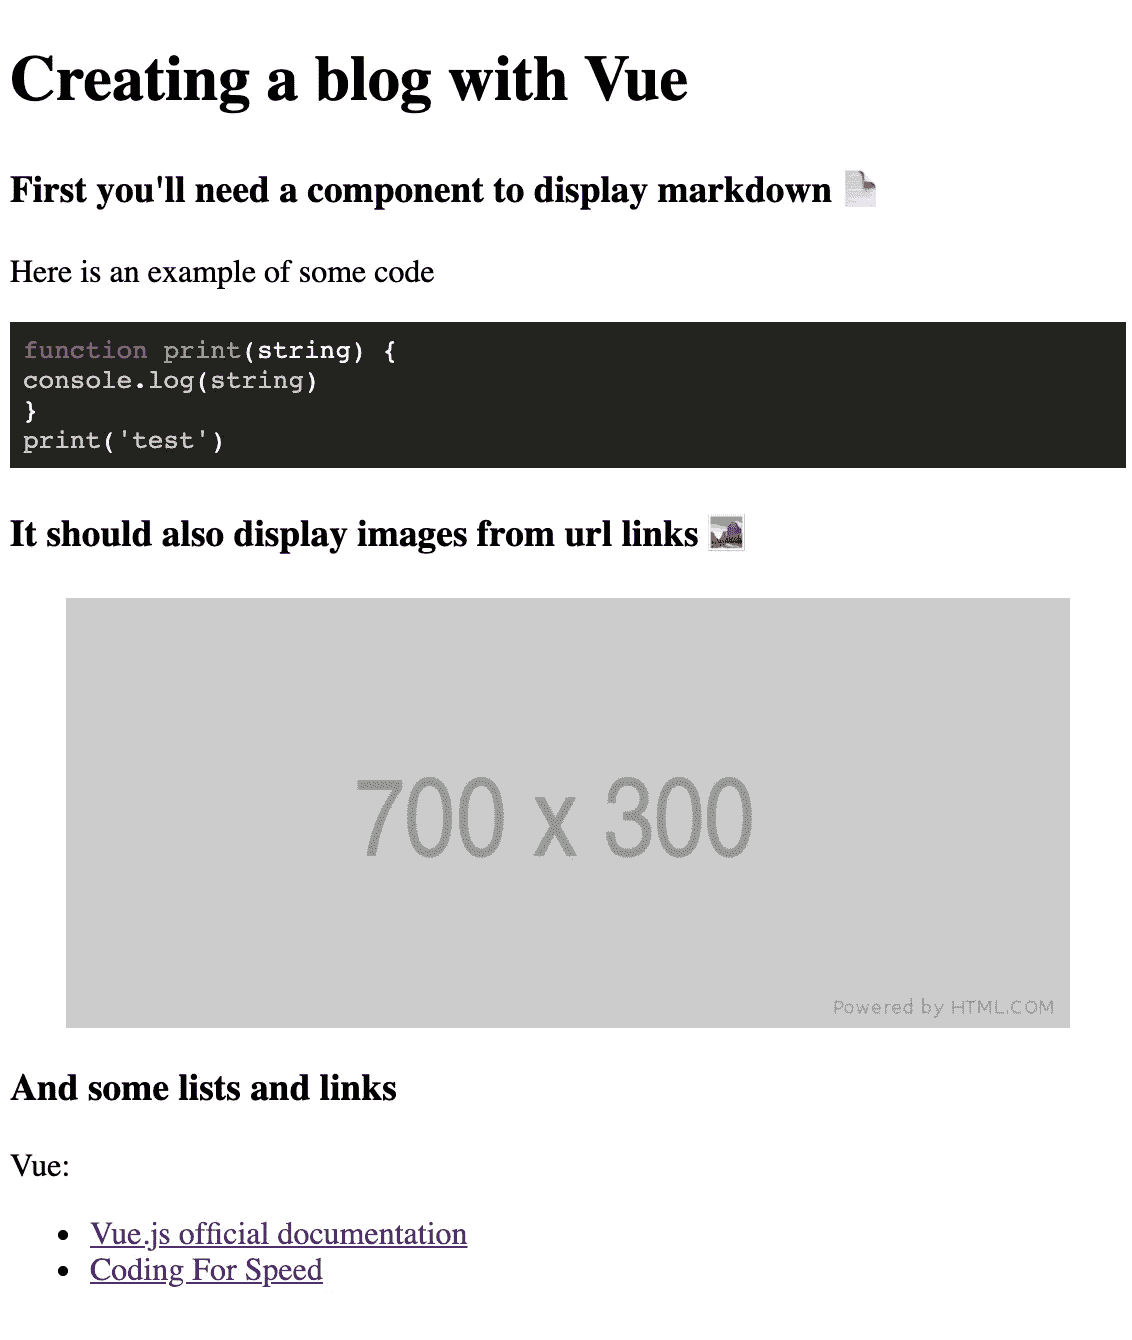 Creating a blog with Vue
First you'll need a component to display markdown
Here is an example of some code
function print(string) {
console.log(string)
}
print('test')
It should also display images from url links
700 x 300
Powered by HTML.COM
And some lists and links
Vue:
• Vue.js official documentation
• Coding For Speed